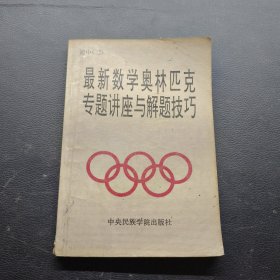 最新数学奥林匹克
专题讲座与解题技巧
中央民族学院出版社